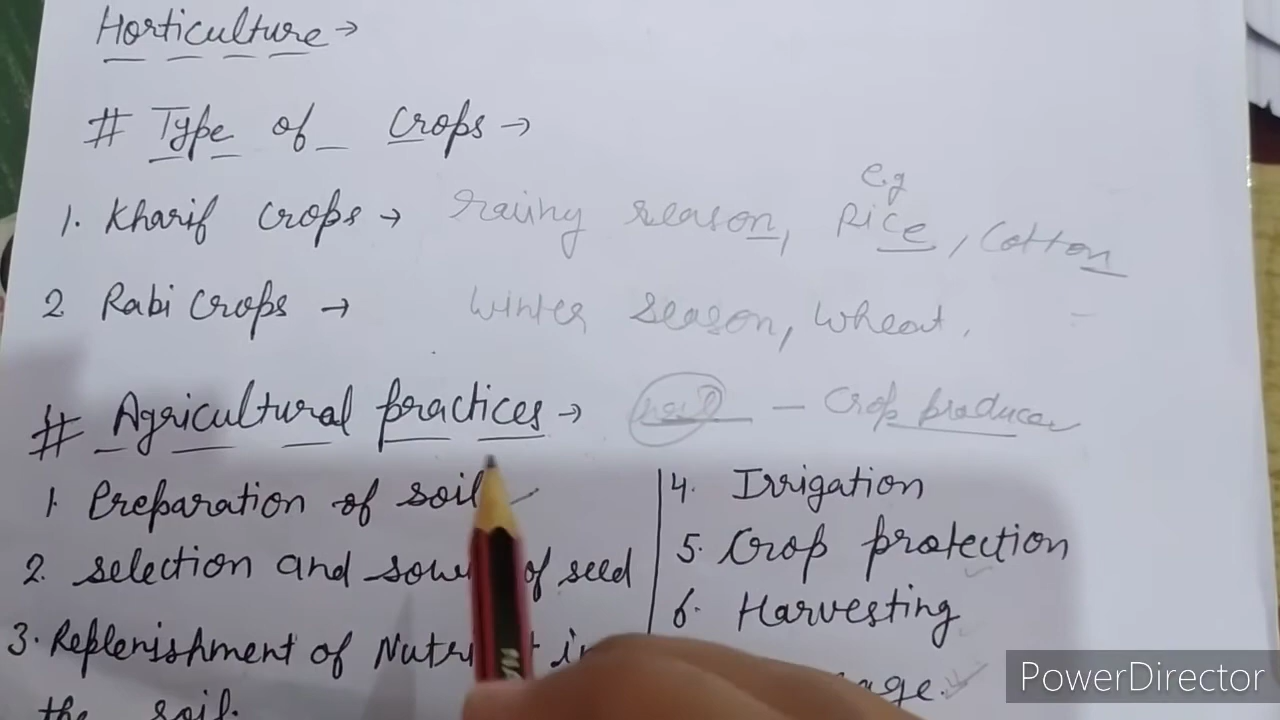 Horticulture →
# Type of crops →
1. Kharif crops → rainy season, e.g Rice, Cotton
2 Rabi crops → winter season, wheat.
# Agricultural practices → — crop producer
1. Preparation of soil
2. selection and of seed
3. Replenishment of in
the soil.
4. Irrigation
5. Crop protection
6. Harvesting
PowerDirector